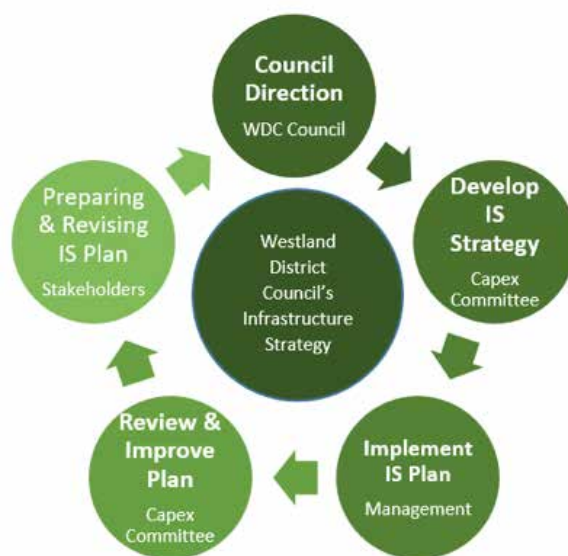 Council
Direction
WDC Council
Develop
IS
Strategy
Capex
Committee
Implement
IS Plan
Management
Review &
Improve
Plan
Capex
Committee
Preparing
& Revising
IS Plan
Stakeholders
Westland
District
Council's
Infrastructure
Strategy